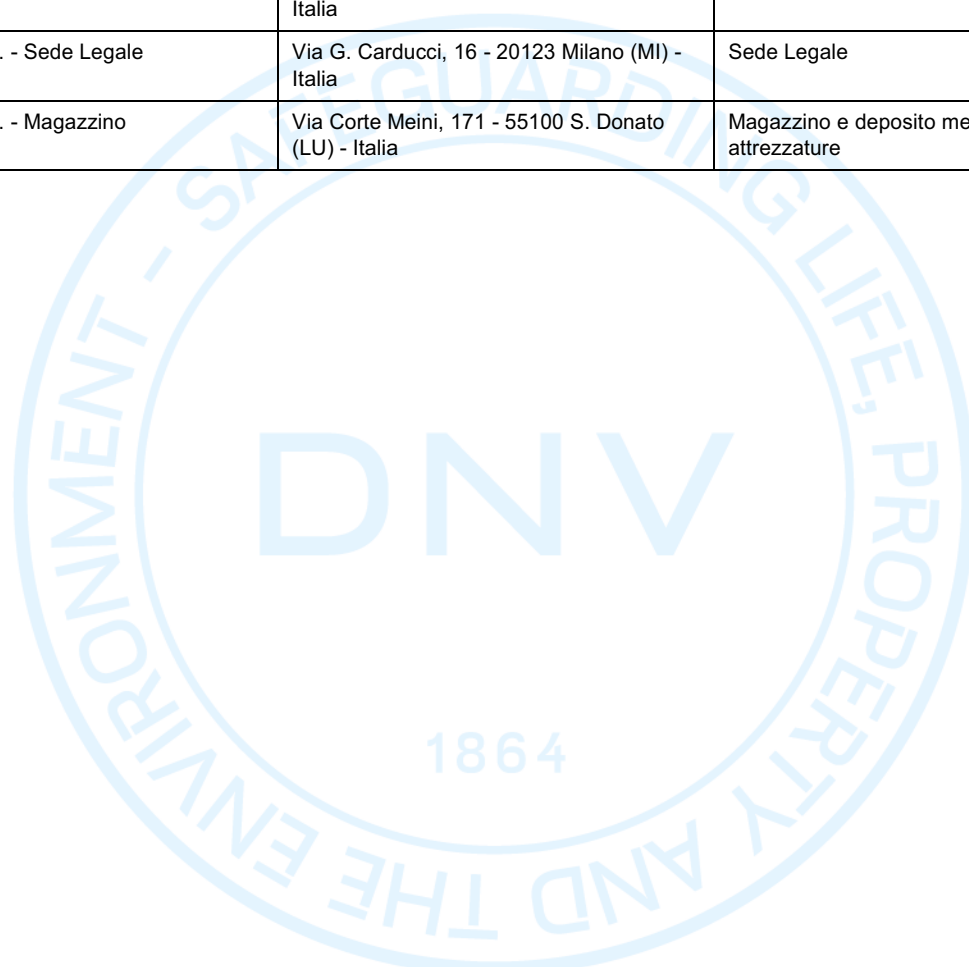 Italia
. - Sede Legale
Via G. Carducci, 16 - 20123 Milano (MI) -
Italia
Sede Legale
. - Magazzino
Via Corte Meini, 171 - 55100 S. Donato
(LU) - Italia
Magazzino e deposito me
attrezzature
SAFEGUARDING LIFE, PROPERTY AND THE ENVIRONMENT -
DNV
1864